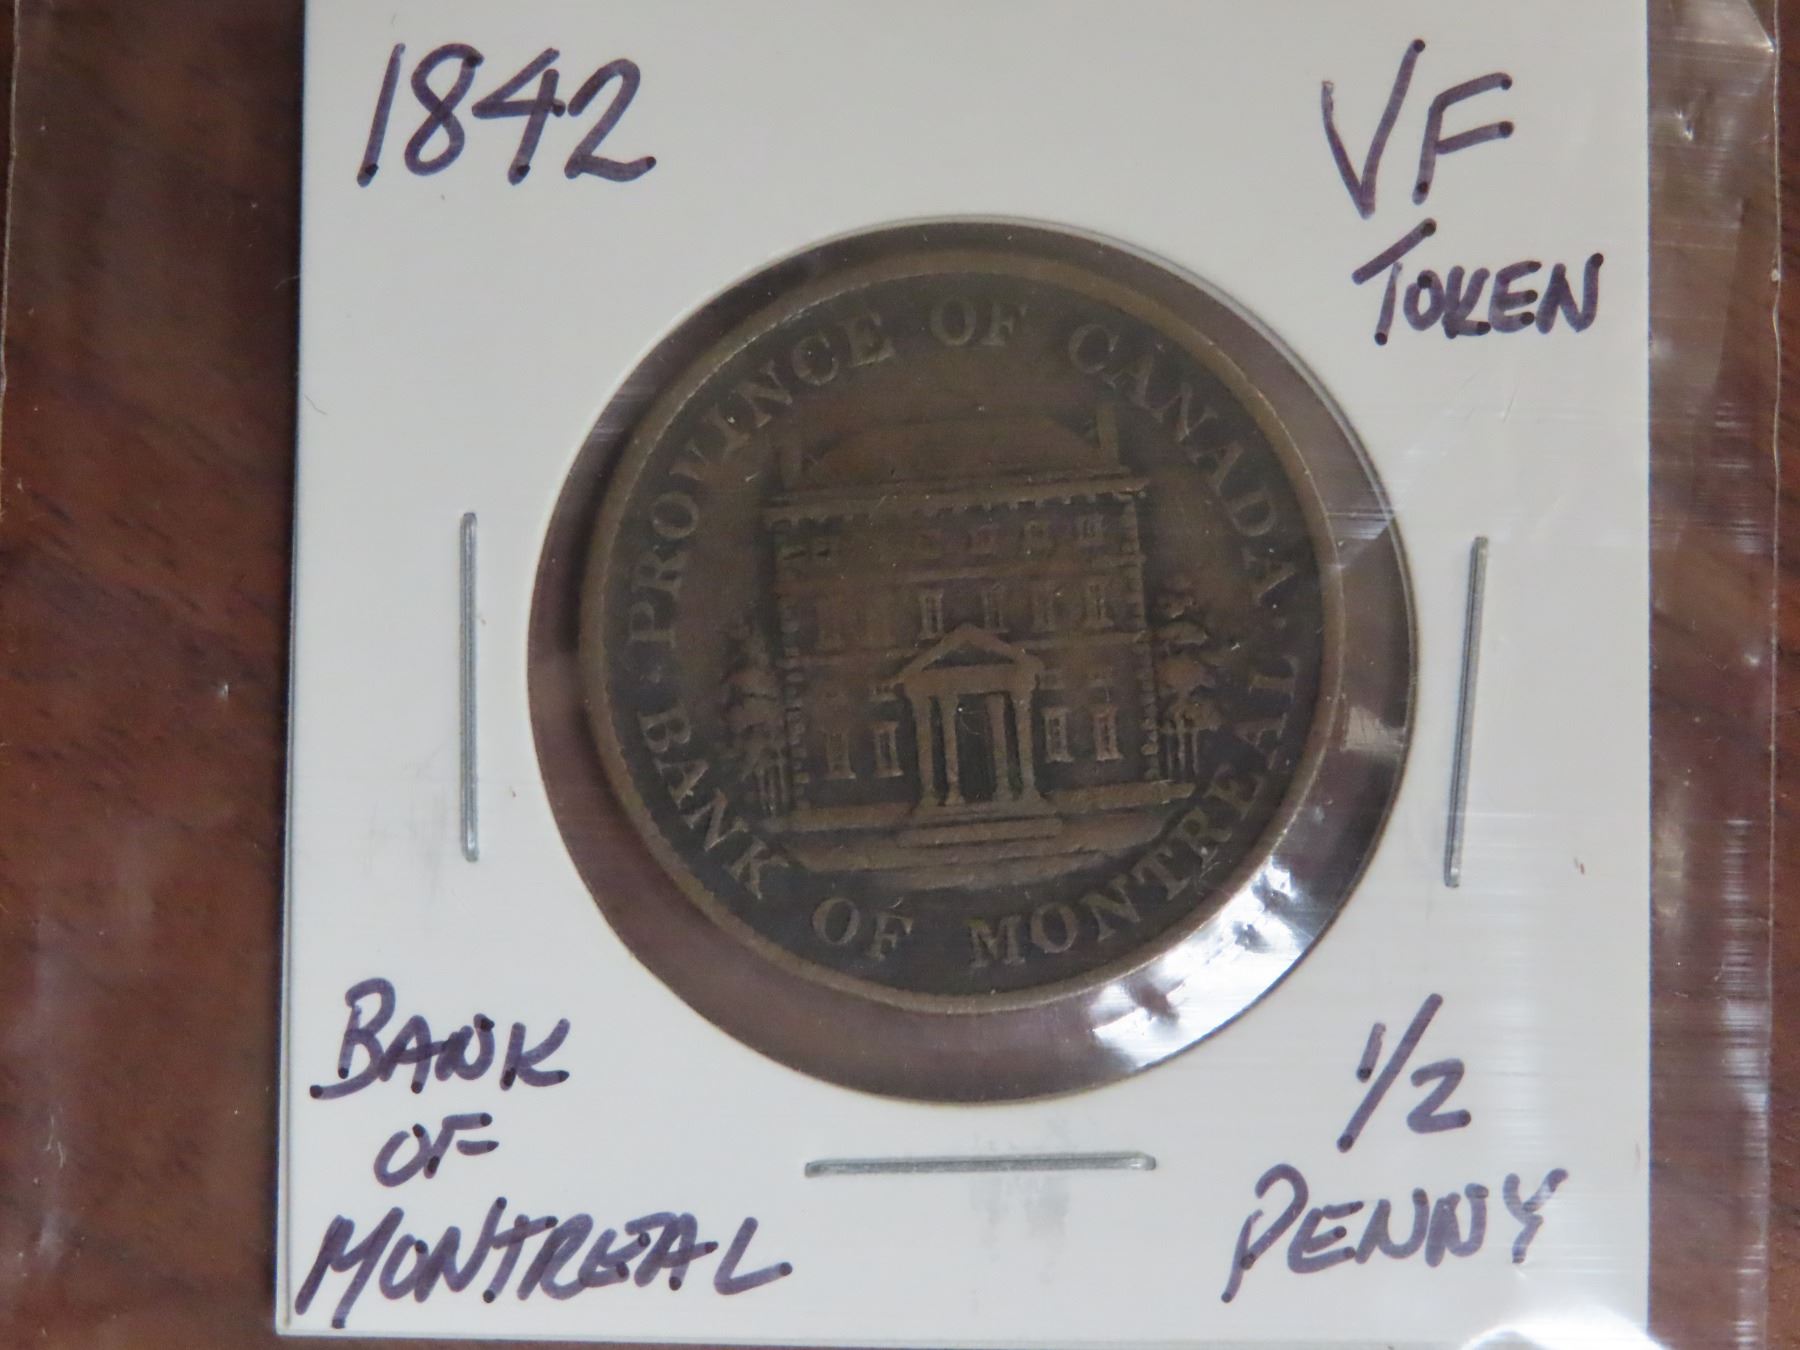 1842
VF
TOKEN
PROVINCE OF CANADA.
BANK OF MONTREAL
BANK
OF
MONTREAL
1/2
PENNY